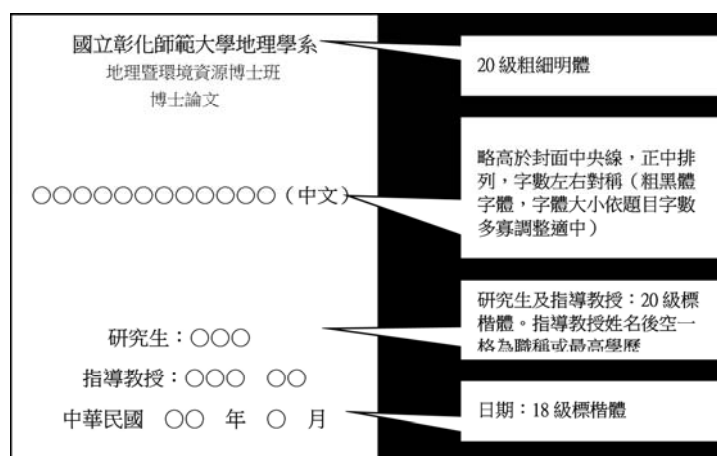 國立彰化師範大學地理學系
地理暨環境資源博士班
博士論文
20 級粗細明體
略高於封面中央線，正中排
列，字數左右對稱（粗黑體
字體，字體大小依題目字數
多寡調整適中）
○○○○○○○○○○○○（中文）
研究生及指導教授：20 級標
楷體。指導教授姓名後空一
格為職稱或最高學歷
研究生：○○○
指導教授：○○○　○○
日期：18 級標楷體
中華民國　○○　年　○　月